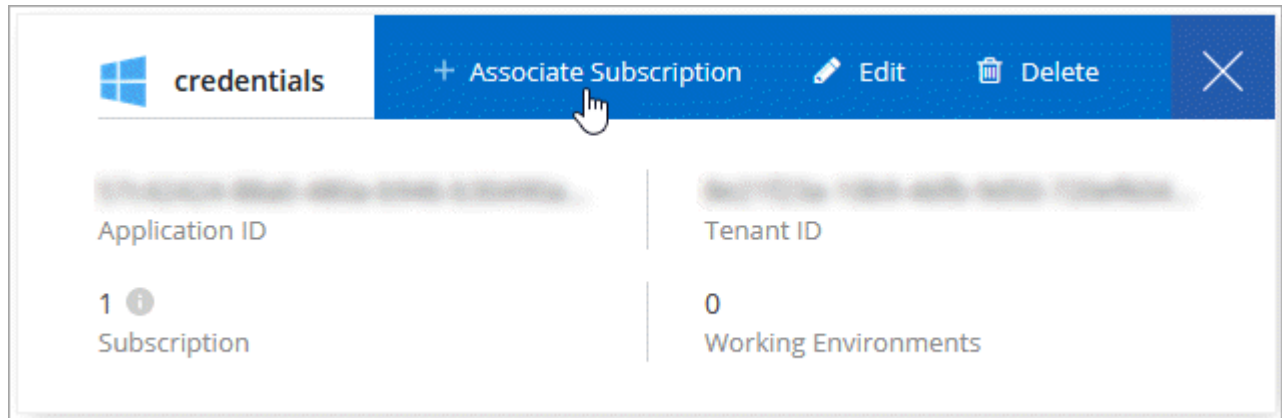 credentials
+ Associate Subscription
Edit
Delete
Application ID
Tenant ID
1
Subscription
0
Working Environments